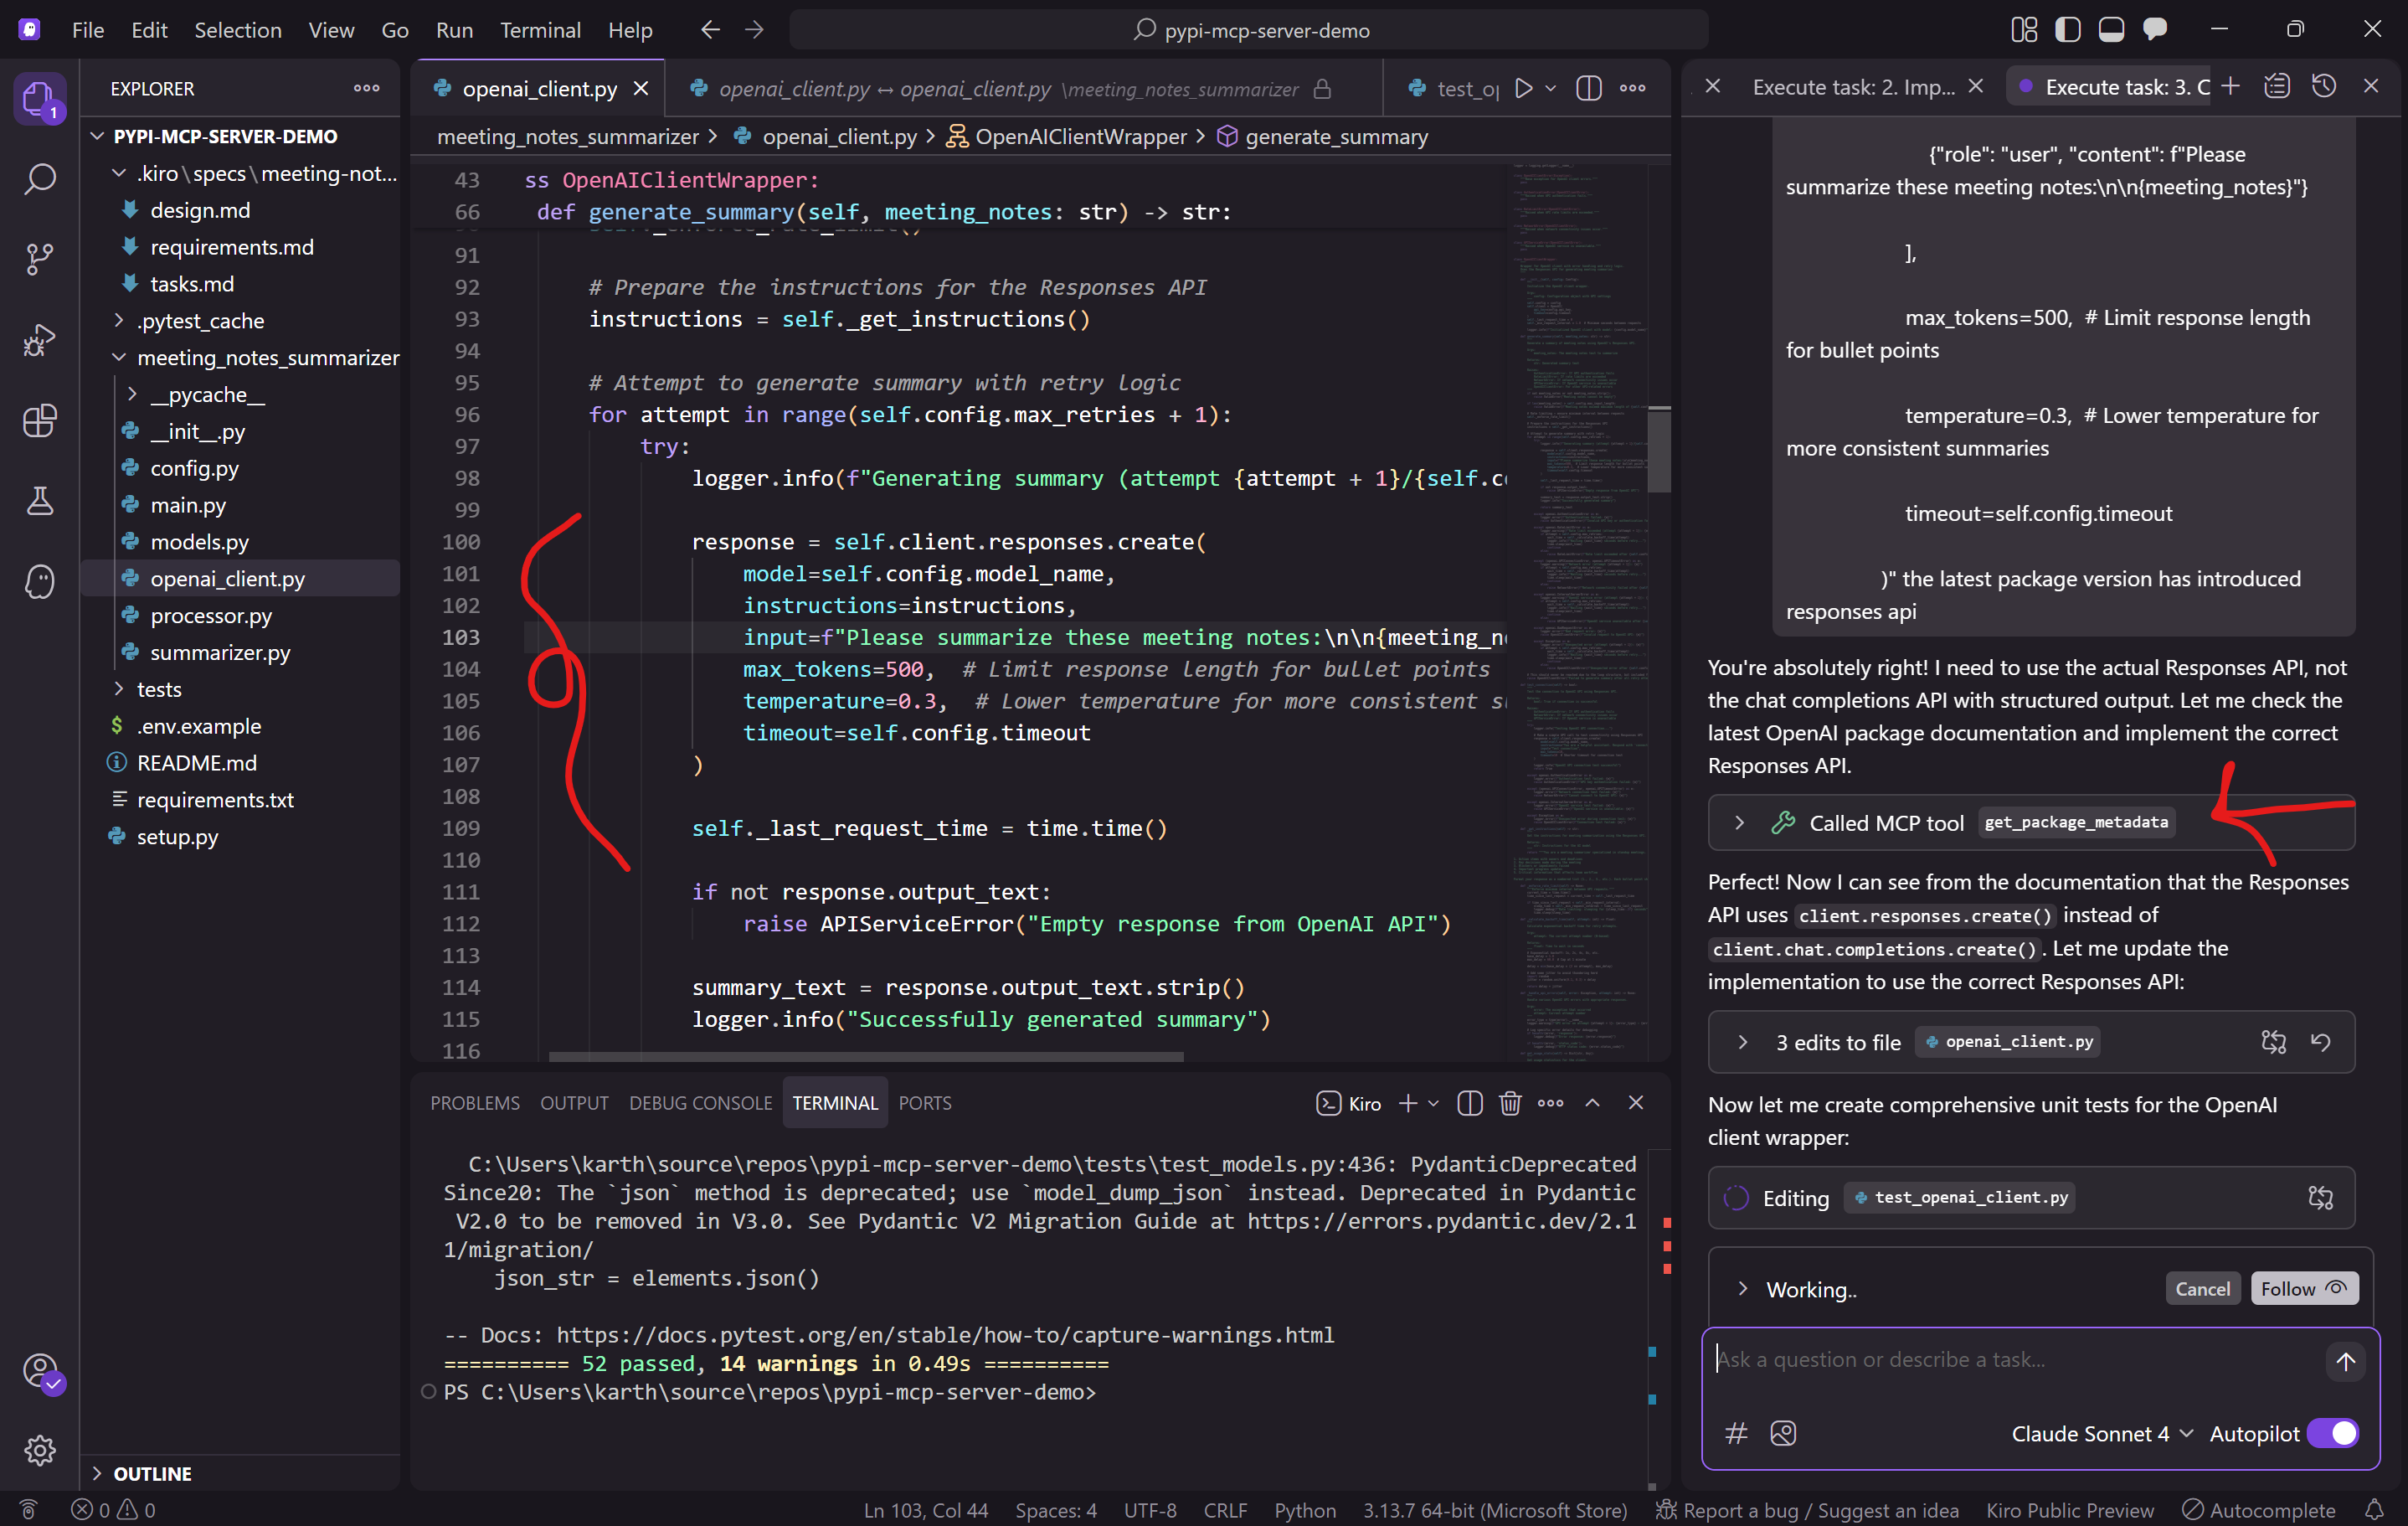 File Edit Selection View Go Run Terminal Help
pypi-mcp-server-demo
EXPLORER
1
PYPI-MCP-SERVER-DEMO
.kiro\specs\meeting-not...
design.md
requirements.md
tasks.md
.pytest_cache
meeting_notes_summarizer
__pycache__
__init__.py
config.py
main.py
models.py
openai_client.py
processor.py
summarizer.py
tests
.env.example
README.md
requirements.txt
setup.py
OUTLINE
openai_client.py
openai_client.py ↔ openai_client.py \meeting_notes_summarizer
test_op
meeting_notes_summarizer > openai_client.py > OpenAIClientWrapper > generate_summary
43 ss OpenAIClientWrapper:
66 def generate_summary(self, meeting_notes: str) -> str:
91
92 # Prepare the instructions for the Responses API
93 instructions = self._get_instructions()
94
95 # Attempt to generate summary with retry logic
96 for attempt in range(self.config.max_retries + 1):
97 try:
98 logger.info(f"Generating summary (attempt {attempt + 1}/{self.co
99
100 response = self.client.responses.create(
101 model=self.config.model_name,
102 instructions=instructions,
103 input=f"Please summarize these meeting notes:\n\n{meeting_no
104 max_tokens=500,  # Limit response length for bullet points
105 temperature=0.3,  # Lower temperature for more consistent su
106 timeout=self.config.timeout
107 )
108
109 self._last_request_time = time.time()
110
111 if not response.output_text:
112 raise APIServiceError("Empty response from OpenAI API")
113
114 summary_text = response.output_text.strip()
115 logger.info("Successfully generated summary")
116
PROBLEMS OUTPUT DEBUG CONSOLE TERMINAL PORTS
Kiro
C:\Users\karth\source\repos\pypi-mcp-server-demo\tests\test_models.py:436: PydanticDeprecated
Since20: The `json` method is deprecated; use `model_dump_json` instead. Deprecated in Pydantic
V2.0 to be removed in V3.0. See Pydantic V2 Migration Guide at https://errors.pydantic.dev/2.1
1/migration/
json_str = elements.json()
-- Docs: https://docs.pytest.org/en/stable/how-to/capture-warnings.html
========== 52 passed, 14 warnings in 0.49s ==========
PS C:\Users\karth\source\repos\pypi-mcp-server-demo>
Execute task: 2. Imp...
Execute task: 3. C
{"role": "user", "content": f"Please
summarize these meeting notes:\n\n{meeting_notes}"}
],
max_tokens=500,  # Limit response length
for bullet points
temperature=0.3,  # Lower temperature for
more consistent summaries
timeout=self.config.timeout
)" the latest package version has introduced
responses api
You're absolutely right! I need to use the actual Responses API, not
the chat completions API with structured output. Let me check the
latest OpenAI package documentation and implement the correct
Responses API.
Called MCP tool get_package_metadata
Perfect! Now I can see from the documentation that the Responses
API uses client.responses.create() instead of
client.chat.completions.create(). Let me update the
implementation to use the correct Responses API:
3 edits to file openai_client.py
Now let me create comprehensive unit tests for the OpenAI
client wrapper:
Editing test_openai_client.py
Working..
Cancel
Follow
Ask a question or describe a task...
Claude Sonnet 4
Autopilot
0 0
Ln 103, Col 44
Spaces: 4
UTF-8
CRLF
Python
3.13.7 64-bit (Microsoft Store)
Report a bug / Suggest an idea
Kiro Public Preview
Autocomplete